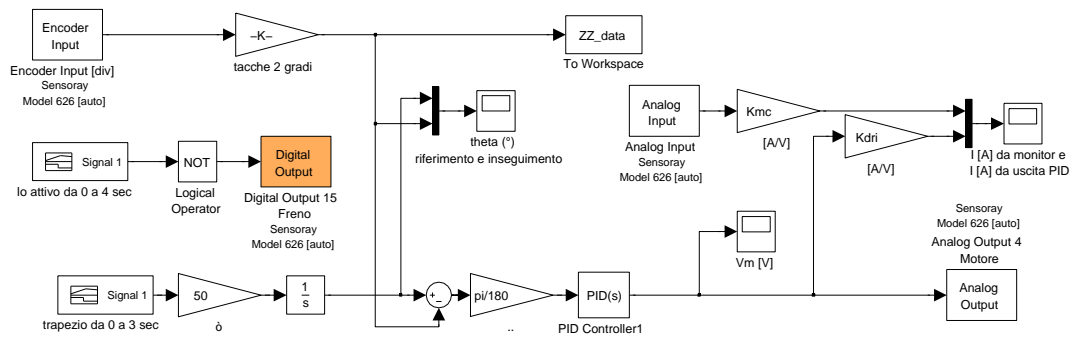 Encoder
Input
Encoder Input [div]
Sensoray
Model 626 [auto]
−K−
tacche 2 gradi
ZZ_data
To Workspace
theta (°)
riferimento e inseguimento
Analog
Input
Analog Input
Sensoray
Model 626 [auto]
Kmc
[A/V]
Kdri
[A/V]
I [A] da monitor e
I [A] da uscita PID
Signal 1
lo attivo da 0 a 4 sec
NOT
Logical
Operator
Digital
Output
Digital Output 15
Freno
Sensoray
Model 626 [auto]
Vm [V]
Sensoray
Model 626 [auto]
Analog Output 4
Motore
Analog
Output
Signal 1
trapezio da 0 a 3 sec
50
ò
1
s
+
−
pi/180
..
PID(s)
PID Controller1